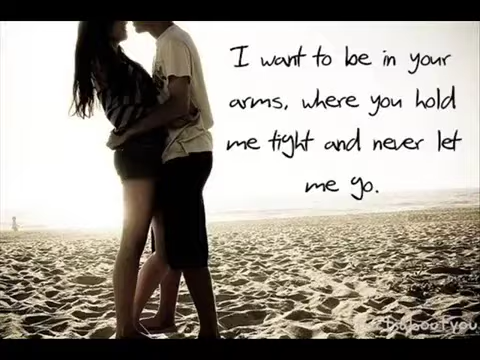 I want to be in your
arms, where you hold
me tight and never let
me go.